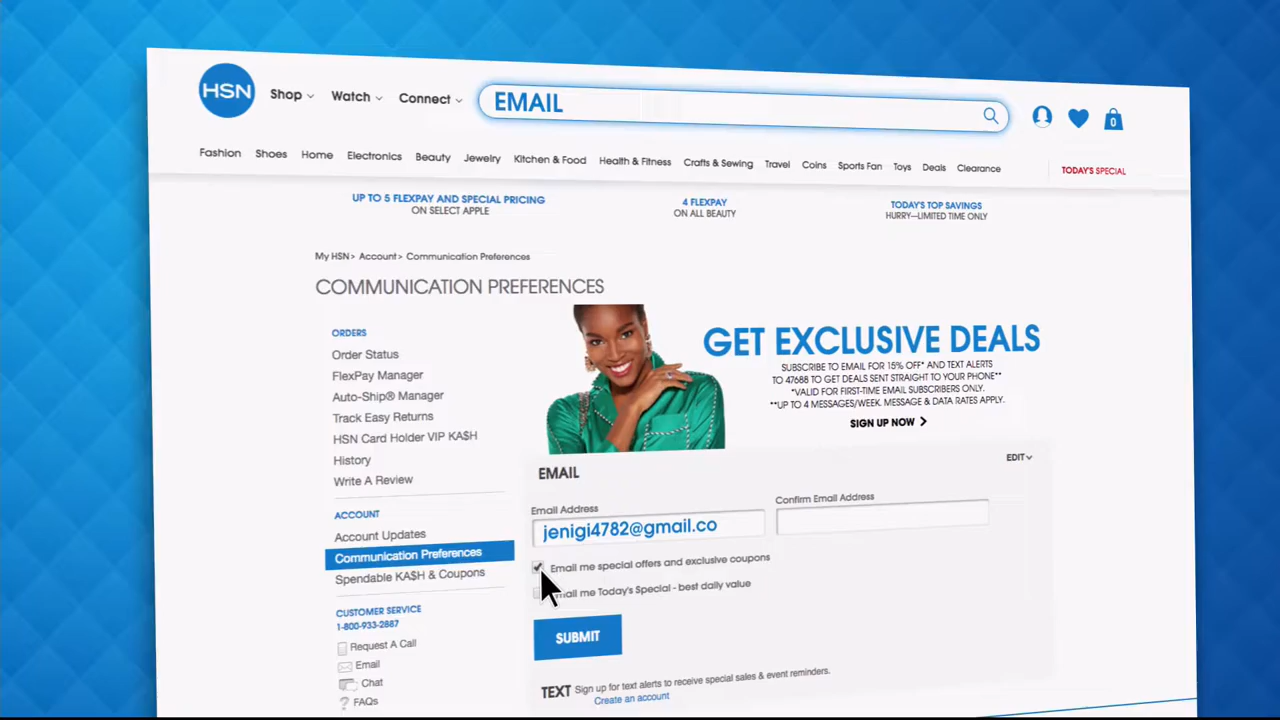 HSN
Shop
Watch
Connect
EMAIL
0
Fashion
Shoes
Home
Electronics
Beauty
Jewelry
Kitchen & Food
Health & Fitness
Crafts & Sewing
Travel
Coins
Sports Fan
Toys
Deals
Clearance
TODAY'S SPECIAL
UP TO 5 FLEXPAY AND SPECIAL PRICING
ON SELECT APPLE
4 FLEXPAY
ON ALL BEAUTY
TODAY'S TOP SAVINGS
HURRY—LIMITED TIME ONLY
My HSN> Account> Communication Preferences
COMMUNICATION PREFERENCES
ORDERS
Order Status
FlexPay Manager
Auto-Ship® Manager
Track Easy Returns
HSN Card Holder VIP KA$H
History
Write A Review
ACCOUNT
Account Updates
Communication Preferences
Spendable KA$H & Coupons
CUSTOMER SERVICE
1-800-933-2887
Request A Call
Email
Chat
? FAQs
GET EXCLUSIVE DEALS
SUBSCRIBE TO EMAIL FOR 15% OFF* AND TEXT ALERTS
TO 47688 TO GET DEALS SENT STRAIGHT TO YOUR PHONE**
*VALID FOR FIRST-TIME EMAIL SUBSCRIBERS ONLY.
**UP TO 4 MESSAGES/WEEK. MESSAGE & DATA RATES APPLY.
SIGN UP NOW >
EMAIL
EDIT
Email Address
jenigi4782@gmail.co
Confirm Email Address
Email me special offers and exclusive coupons
me Today's Special - best daily value
SUBMIT
TEXT Sign up for text alerts to receive special sales & event reminders.
Create an account